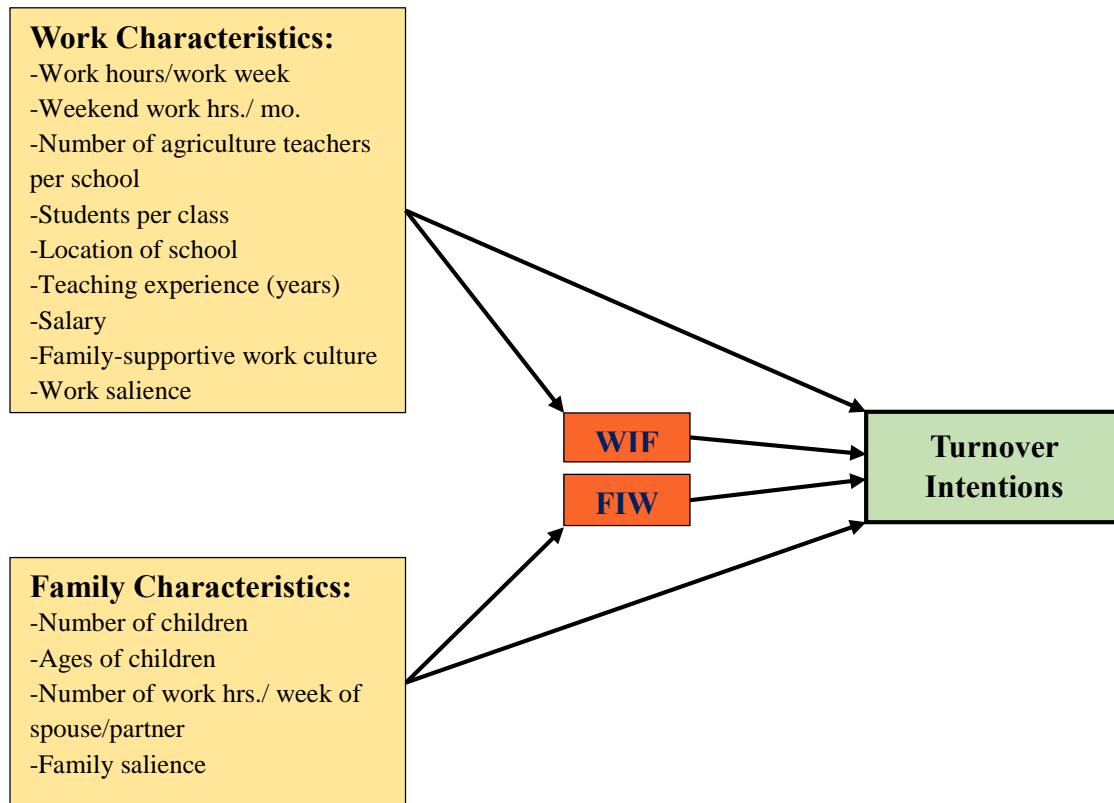 Work Characteristics:
-Work hours/work week
-Weekend work hrs./ mo.
-Number of agriculture teachers
per school
-Students per class
-Location of school
-Teaching experience (years)
-Salary
-Family-supportive work culture
-Work salience
WIF
FIW
Turnover
Intentions
Family Characteristics:
-Number of children
-Ages of children
-Number of work hrs./ week of
spouse/partner
-Family salience